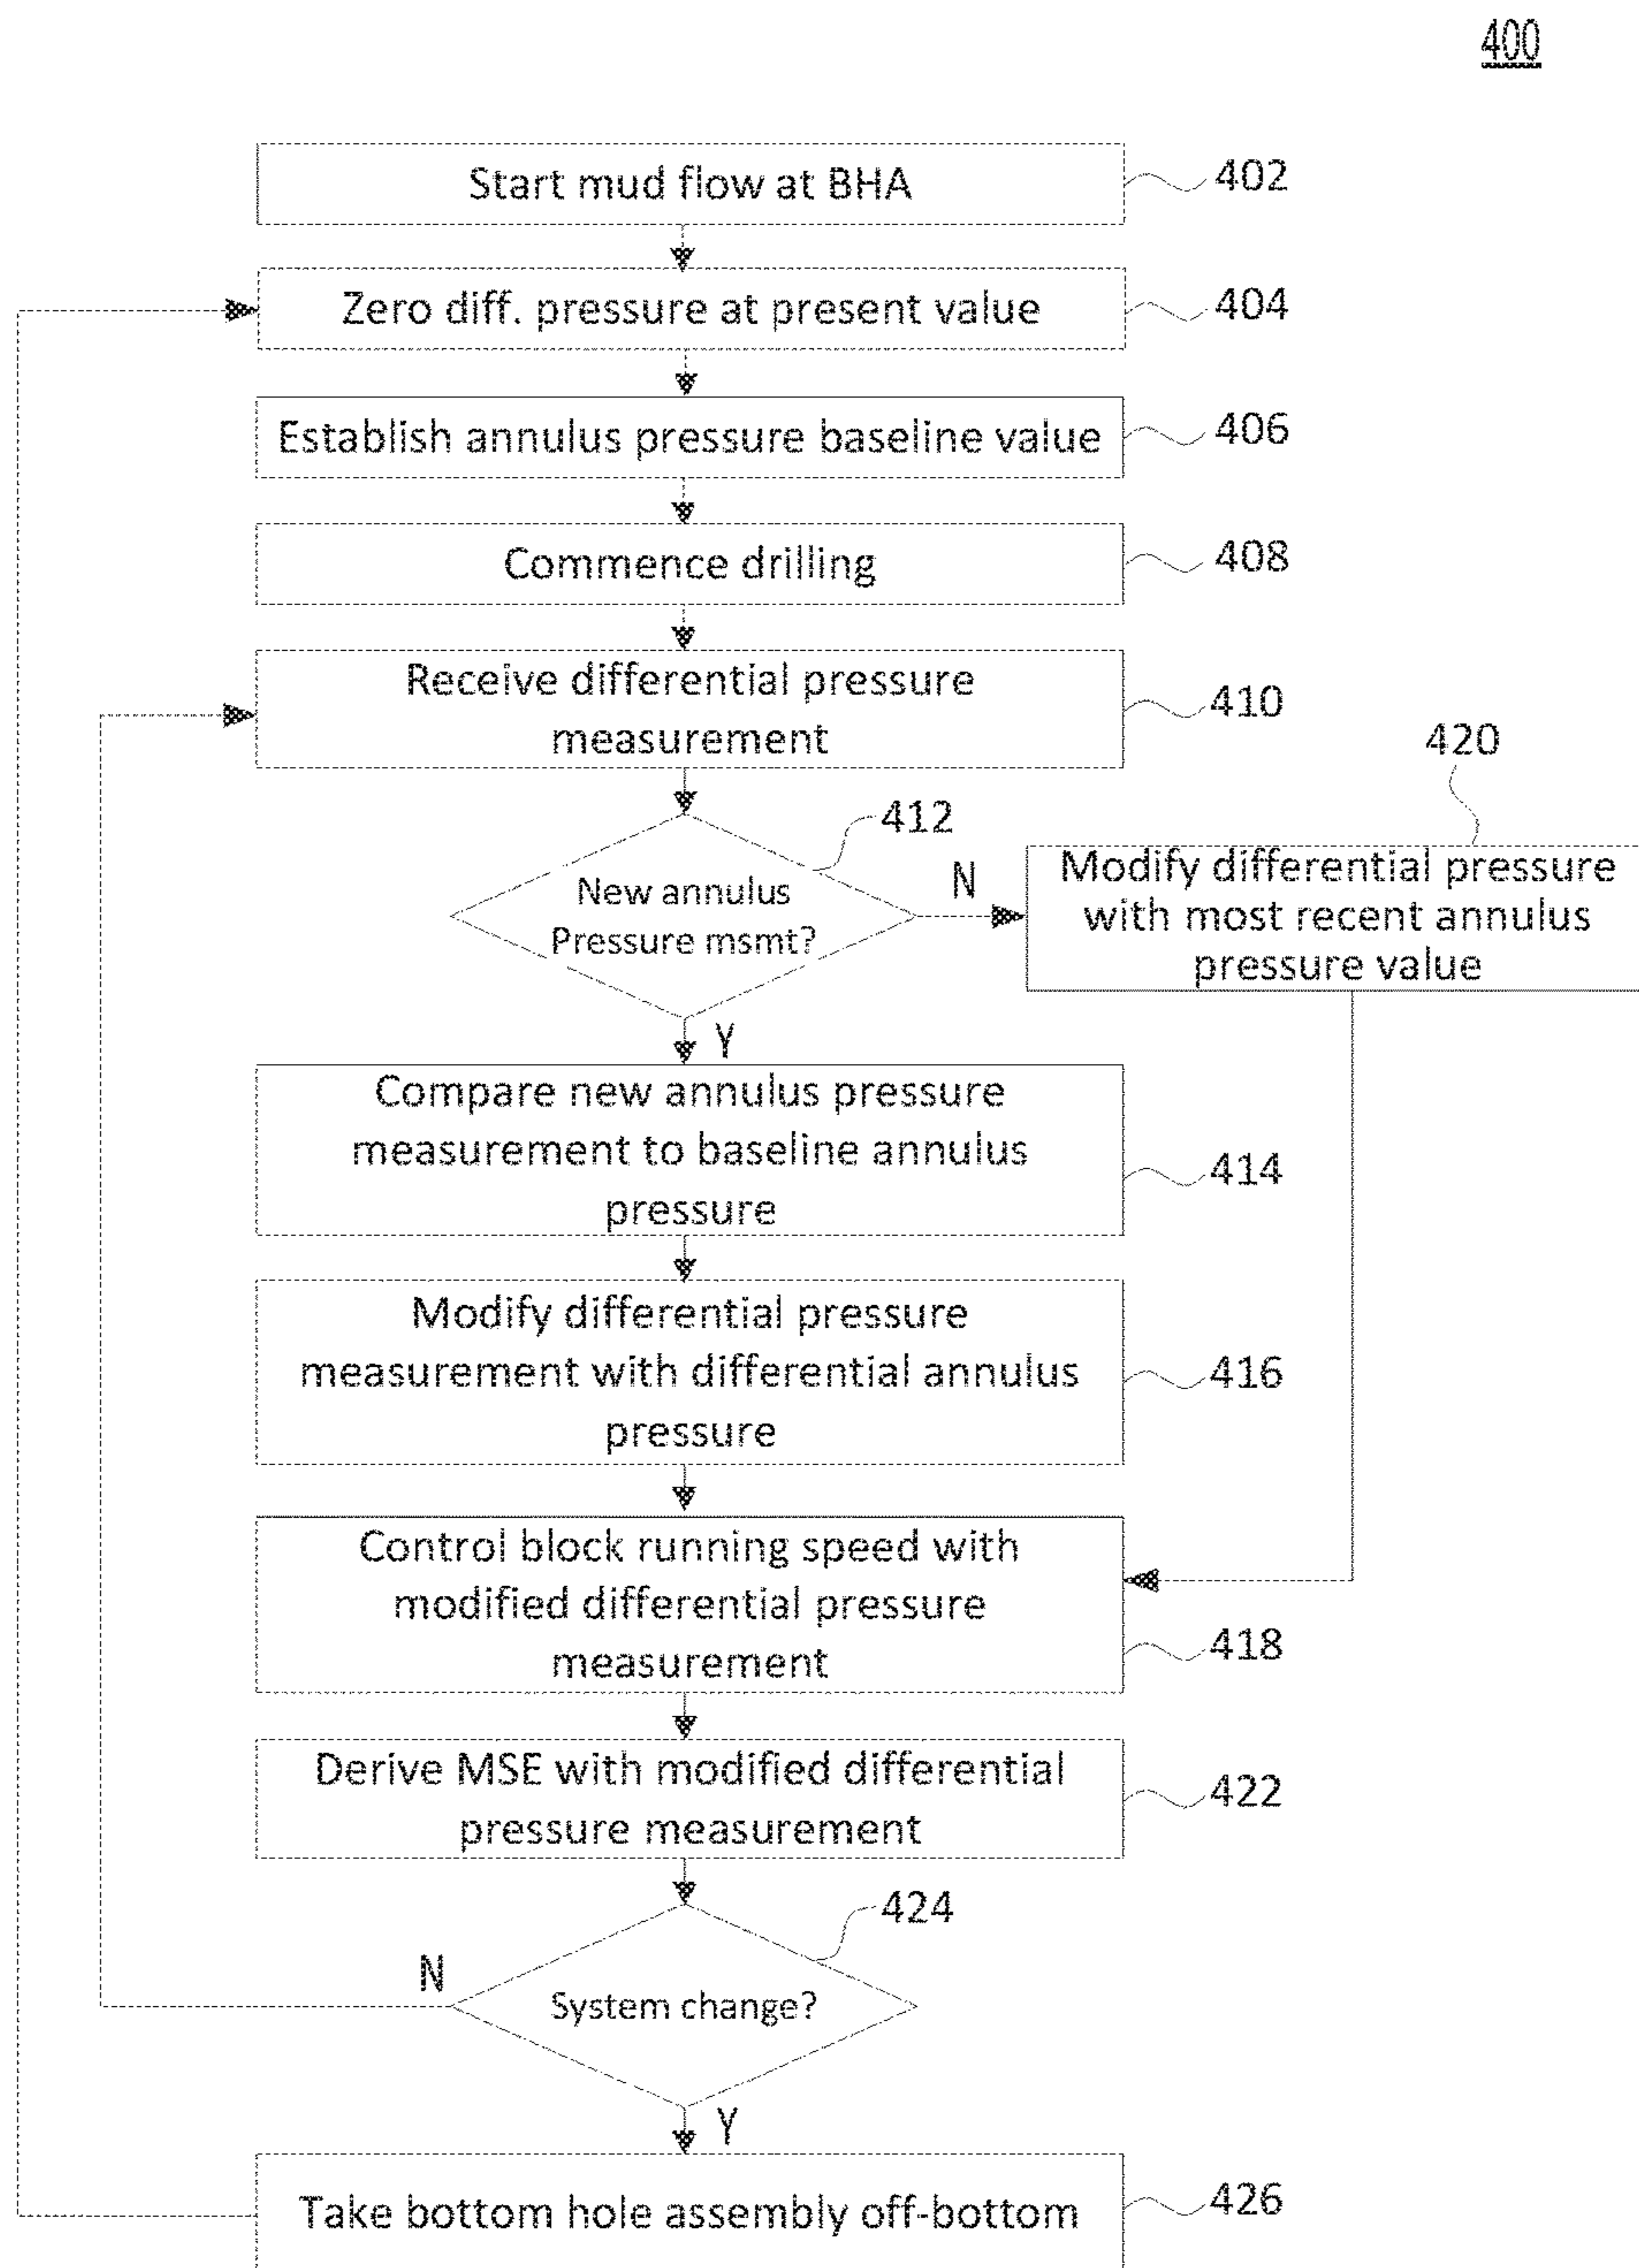 400
Start mud flow at BHA
402
Zero diff. pressure at present value
404
Establish annulus pressure baseline value
406
Commence drilling
408
Receive differential pressure
measurement
410
412
New annulus
Pressure msmt?
N
Y
420
Modify differential pressure
with most recent annulus
pressure value
Compare new annulus pressure
measurement to baseline annulus
pressure
414
Modify differential pressure
measurement with differential annulus
pressure
416
Control block running speed with
modified differential pressure
measurement
418
Derive MSE with modified differential
pressure measurement
422
424
System change?
N
Y
Take bottom hole assembly off-bottom
426